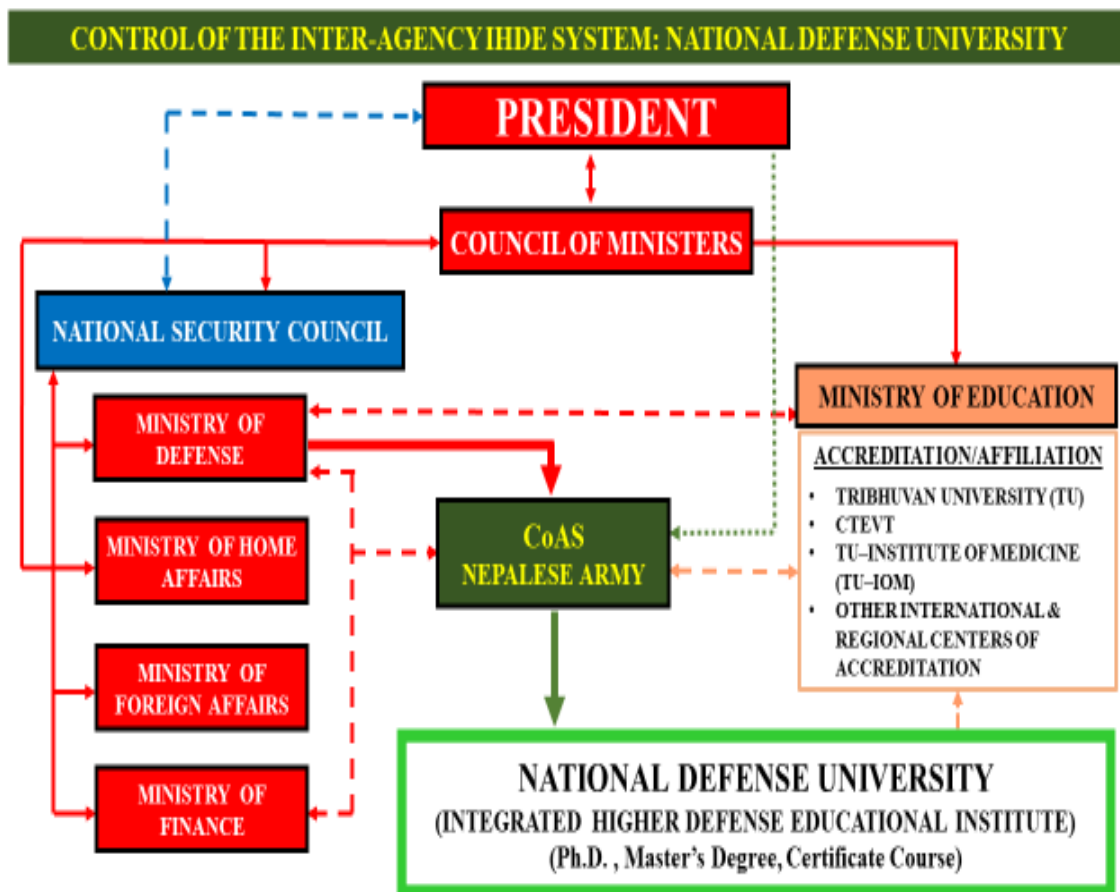 CONTROL OF THE INTER-AGENCY IHDE SYSTEM: NATIONAL DEFENSE UNIVERSITY
PRESIDENT
COUNCIL OF MINISTERS
NATIONAL SECURITY COUNCIL
MINISTRY OF
DEFENSE
MINISTRY OF HOME
AFFAIRS
MINISTRY OF
FOREIGN AFFAIRS
MINISTRY OF
FINANCE
CoAS
NEPALESE ARMY
MINISTRY OF EDUCATION
ACCREDITATION/AFFILIATION
• TRIBHUVAN UNIVERSITY (TU)
• CTEVT
• TU–INSTITUTE OF MEDICINE
(TU–IOM)
• OTHER INTERNATIONAL &
REGIONAL CENTERS OF
ACCREDITATION
NATIONAL DEFENSE UNIVERSITY
(INTEGRATED HIGHER DEFENSE EDUCATIONAL INSTITUTE)
(Ph.D. , Master’s Degree, Certificate Course)